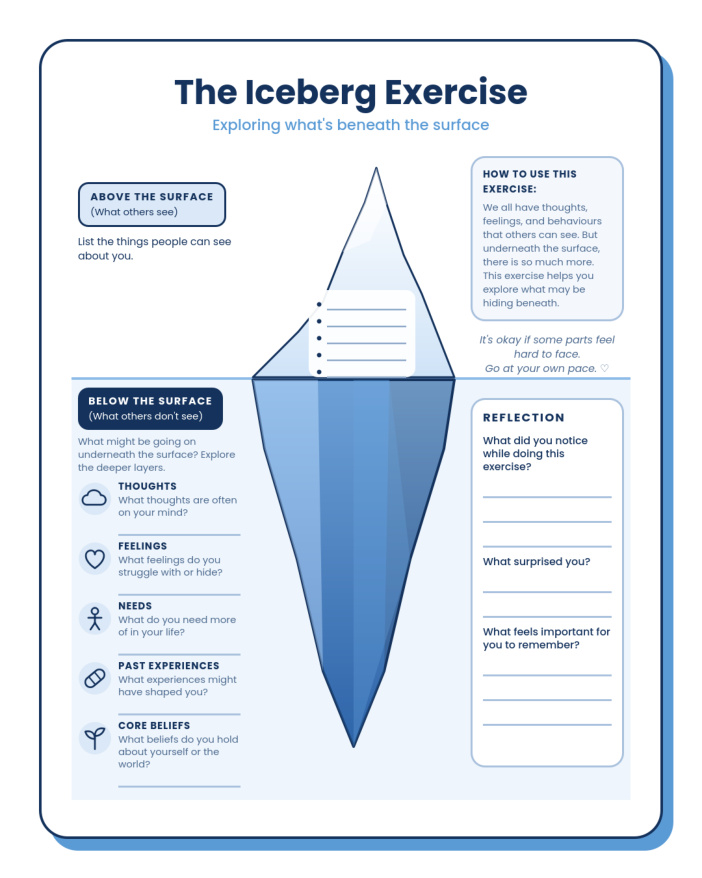 The Iceberg Exercise
Exploring what's beneath the surface
ABOVE THE SURFACE
(What others see)
List the things people can see
about you.
HOW TO USE THIS
EXERCISE:
We all have thoughts,
feelings, and behaviours
that others can see. But
underneath the surface,
there is so much more.
This exercise helps you
explore what may be
hiding beneath.
It's okay if some parts feel
hard to face.
Go at your own pace. ♡
BELOW THE SURFACE
(What others don't see)
What might be going on
underneath the surface? Explore
the deeper layers.
THOUGHTS
What thoughts are often
on your mind?
FEELINGS
What feelings do you
struggle with or hide?
NEEDS
What do you need more
of in your life?
PAST EXPERIENCES
What experiences might
have shaped you?
CORE BELIEFS
What beliefs do you hold
about yourself or the
world?
REFLECTION
What did you notice
while doing this
exercise?
What surprised you?
What feels important for
you to remember?